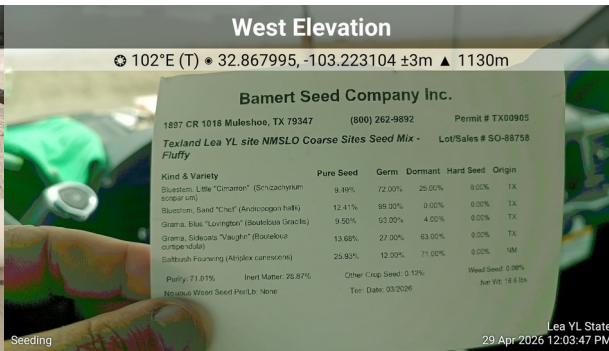 West Elevation
102°E (T) ◉ 32.867995, -103.223104 ±3m ▲ 1130m
Bamert Seed Company Inc.
1897 CR 1018 Muleshoe, TX 79347 (800) 262-9892 Permit # TX00905
Texland Lea YL site NMSLO Coarse Sites Seed Mix - Lot/Sales # SO-88758
Fluffy
Kind & Variety Pure Seed Germ Dormant Hard Seed Origin
Bluestem, Little "Cimarron" (Schizachyrium 9.49% 72.00% 25.00% 0.00% TX
scoparium)
Bluestem, Sand "Chet" (Andropogon hallii) 12.41% 99.00% 0.00% 0.00% TX
Grama, Blue "Lovington" (Bouteloua Gracilis) 9.50% 93.00% 4.00% 0.00% TX
Grama, Sideoats "Vaughn" (Bouteloua 13.68% 27.00% 63.00% 0.00% TX
curtipendula)
Saltbush Fourwing (Atriplex canescens) 25.93% 12.00% 71.00% 0.00% NM
Purity: 71.01% Inert Matter: 28.87% Other Crop Seed: 0.12% Weed Seed: 0.00%
Noxious Weed Seed Per/Lb: None Test Date: 03/2026 Net Wt: 16.6 lbs
Lea YL State
Seeding 29 Apr 2026 12:03:47 PM